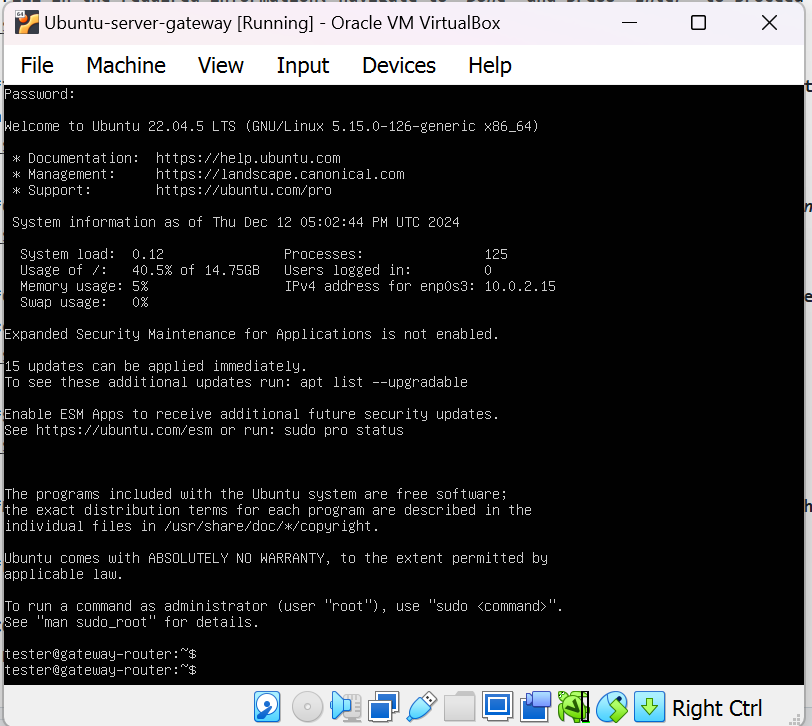 Ubuntu-server-gateway [Running] - Oracle VM VirtualBox
File Machine View Input Devices Help
Password:
Welcome to Ubuntu 22.04.5 LTS (GNU/Linux 5.15.0-126-generic x86_64)
* Documentation: https://help.ubuntu.com
* Management: https://landscape.canonical.com
* Support: https://ubuntu.com/pro
System information as of Thu Dec 12 05:02:44 PM UTC 2024
System load: 0.12 Processes: 125
Usage of /: 40.5% of 14.75GB Users logged in: 0
Memory usage: 5% IPv4 address for enp0s3: 10.0.2.15
Swap usage: 0%
Expanded Security Maintenance for Applications is not enabled.
15 updates can be applied immediately.
To see these additional updates run: apt list --upgradable
Enable ESM Apps to receive additional future security updates.
See https://ubuntu.com/esm or run: sudo pro status
The programs included with the Ubuntu system are free software;
the exact distribution terms for each program are described in the
individual files in /usr/share/doc/*/copyright.
Ubuntu comes with ABSOLUTELY NO WARRANTY, to the extent permitted by
applicable law.
To run a command as administrator (user "root"), use "sudo <command>".
See "man sudo_root" for details.
tester@gateway-router:~$
tester@gateway-router:~$
Right Ctrl